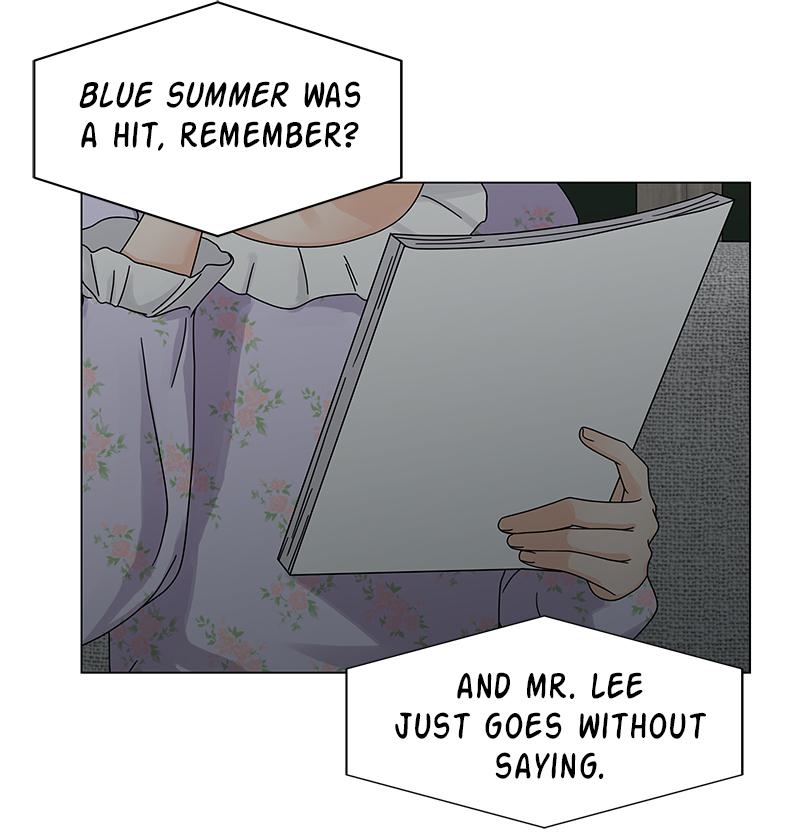 BLUE SUMMER WAS
A HIT, REMEMBER?
AND MR. LEE
JUST GOES WITHOUT
SAYING.